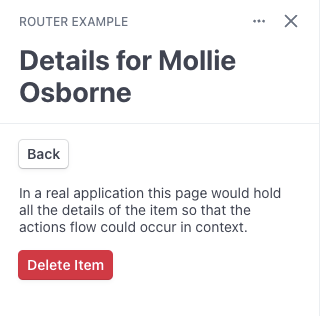 ROUTER EXAMPLE
Details for Mollie
Osborne
Back
In a real application this page would hold
all the details of the item so that the
actions flow could occur in context.
Delete Item